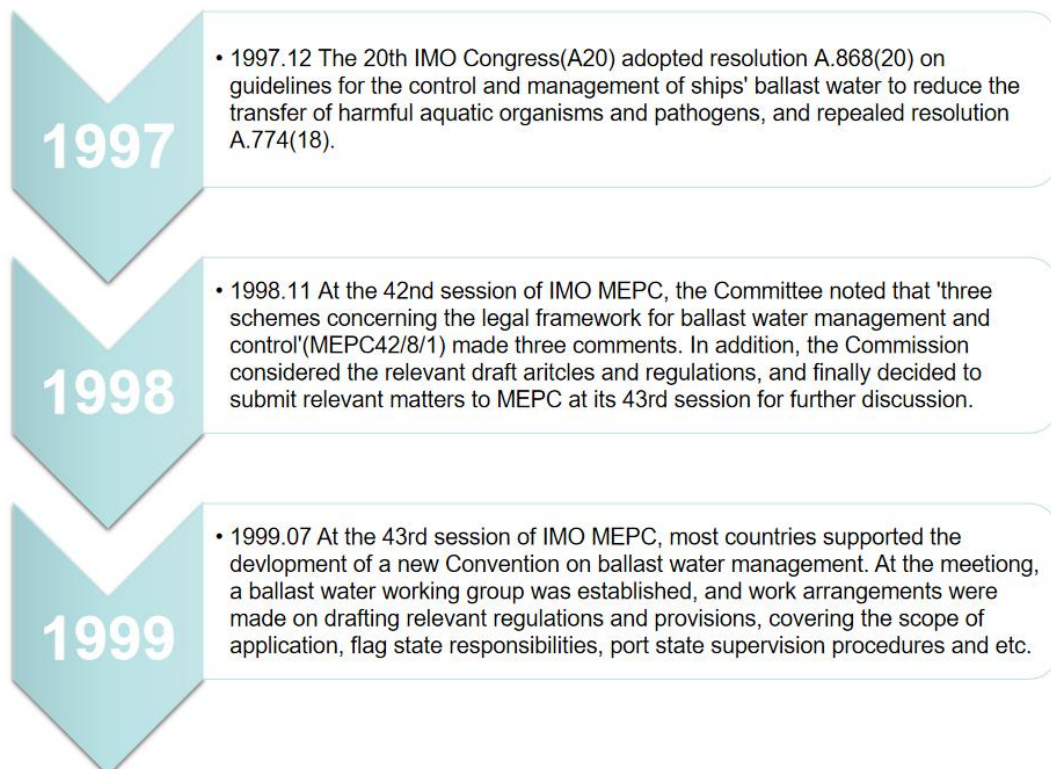 1997
• 1997.12 The 20th IMO Congress(A20) adopted resolution A.868(20) on
guidelines for the control and management of ships' ballast water to reduce the
transfer of harmful aquatic organisms and pathogens, and repealed resolution
A.774(18).
1998
• 1998.11 At the 42nd session of IMO MEPC, the Committee noted that 'three
schemes concerning the legal framework for ballast water management and
control'(MEPC42/8/1) made three comments. In addition, the Commission
considered the relevant draft aritcles and regulations, and finally decided to
submit relevant matters to MEPC at its 43rd session for further discussion.
1999
• 1999.07 At the 43rd session of IMO MEPC, most countries supported the
devlopment of a new Convention on ballast water management. At the meetiong,
a ballast water working group was established, and work arrangements were
made on drafting relevant regulations and provisions, covering the scope of
application, flag state responsibilities, port state supervision procedures and etc.